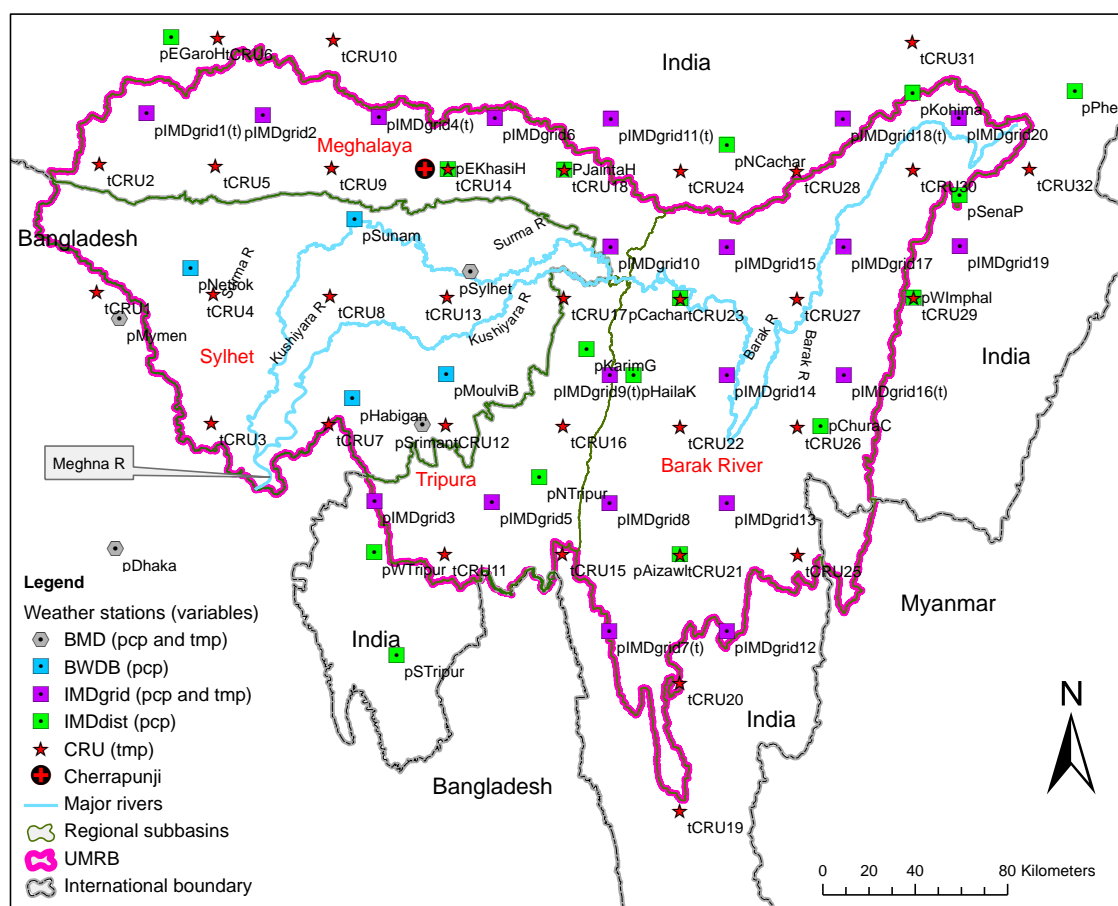 India
pEGaroH
tCRU6
tCRU10
tCRU31
pKohima
pPhe
pIMDgrid1(t)
pIMDgrid2
pIMDgrid4(t)
pIMDgrid6
pIMDgrid11(t)
pIMDgrid18(t)
pIMDgrid20
Meghalaya
pNCachar
tCRU2
tCRU5
tCRU9
pEKhasiH
tCRU14
PJaintaH
tCRU18
tCRU24
tCRU28
tCRU30
tCRU32
pSenaP
Bangladesh
pSunam
Surma R
Surma R
pIMDgrid10
pIMDgrid15
pIMDgrid17
pIMDgrid19
pNetrok
pSylhet
tCRU1
tCRU4
tCRU8
tCRU13
tCRU17
pCachar
tCRU23
tCRU27
pWImphal
tCRU29
pMymen
Kushiyara R
Kushiyara R
Barak R
Barak R
Sylhet
India
pKarimG
pMoulviB
pIMDgrid9(t)
pHailaK
pIMDgrid14
pIMDgrid16(t)
pHabigan
tCRU3
tCRU7
pSrimant
tCRU12
tCRU16
tCRU22
pChuraC
tCRU26
Meghna R
Tripura
Barak River
pNTripur
pIMDgrid3
pIMDgrid5
pIMDgrid8
pIMDgrid13
pDhaka
pWTripur
tCRU11
tCRU15
pAizawl
tCRU21
tCRU25
Myanmar
India
pSTripur
pIMDgrid7(t)
pIMDgrid12
tCRU20
India
Bangladesh
tCRU19
N
Legend
Weather stations (variables)
BMD (pcp and tmp)
BWDB (pcp)
IMDgrid (pcp and tmp)
IMDdist (pcp)
CRU (tmp)
Cherrapunji
Major rivers
Regional subbasins
UMRB
International boundary
0 20 40 80 Kilometers